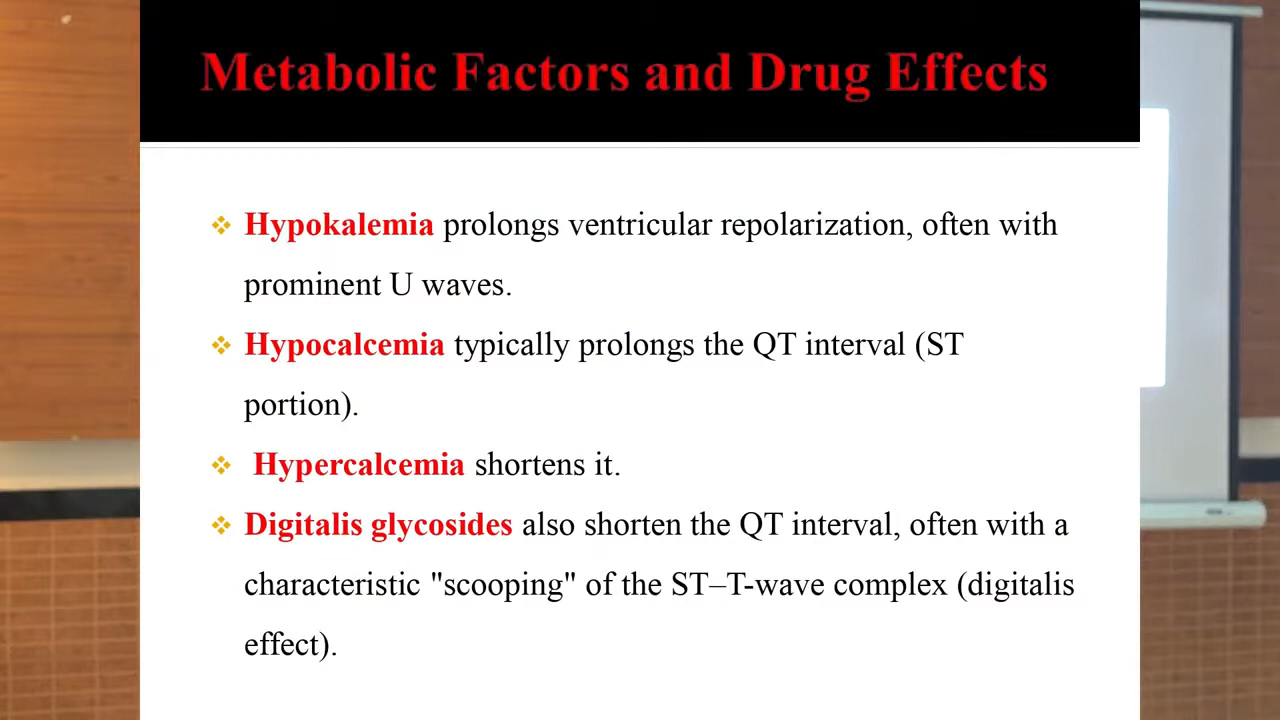 Metabolic Factors and Drug Effects
Hypokalemia prolongs ventricular repolarization, often with
prominent U waves.
Hypocalcemia typically prolongs the QT interval (ST
portion).
Hypercalcemia shortens it.
Digitalis glycosides also shorten the QT interval, often with a
characteristic "scooping" of the ST–T-wave complex (digitalis
effect).